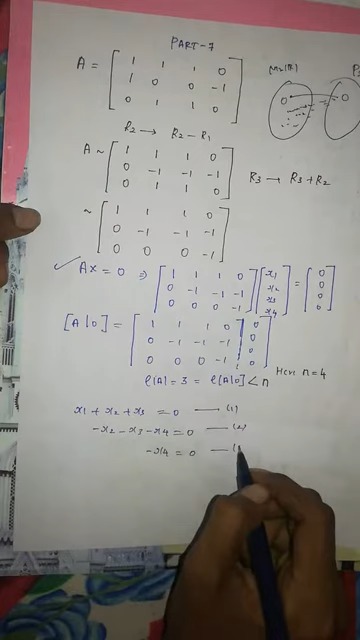 PART-7
A = [ 1 1 1 0
1 0 0 -1
0 1 1 0 ]
M2(R) P
0 0
R2 → R2 - R1
A ~ [ 1 1 1 0
0 -1 -1 -1
0 1 1 0 ] R3 → R3 + R2
~ [ 1 1 1 0
0 -1 -1 -1
0 0 0 -1 ]
✓ AX = 0 ⇒ [ 1 1 1 0 ] [ x1 ] = [ 0 ]
[ 0 -1 -1 -1 ] [ x2 ] [ 0 ]
[ 0 0 0 -1 ] [ x3 ] [ 0 ]
[ x4 ] [ 0 ]
[A|0] = [ 1 1 1 0 | 0
0 -1 -1 -1 | 0
0 0 0 -1 | 0 ]
ℓ(A) = 3 = ℓ[A|0] < n Here n=4
x1 + x2 + x3 = 0 — (1)
-x2 - x3 - x4 = 0 — (2)
-x4 = 0 — (